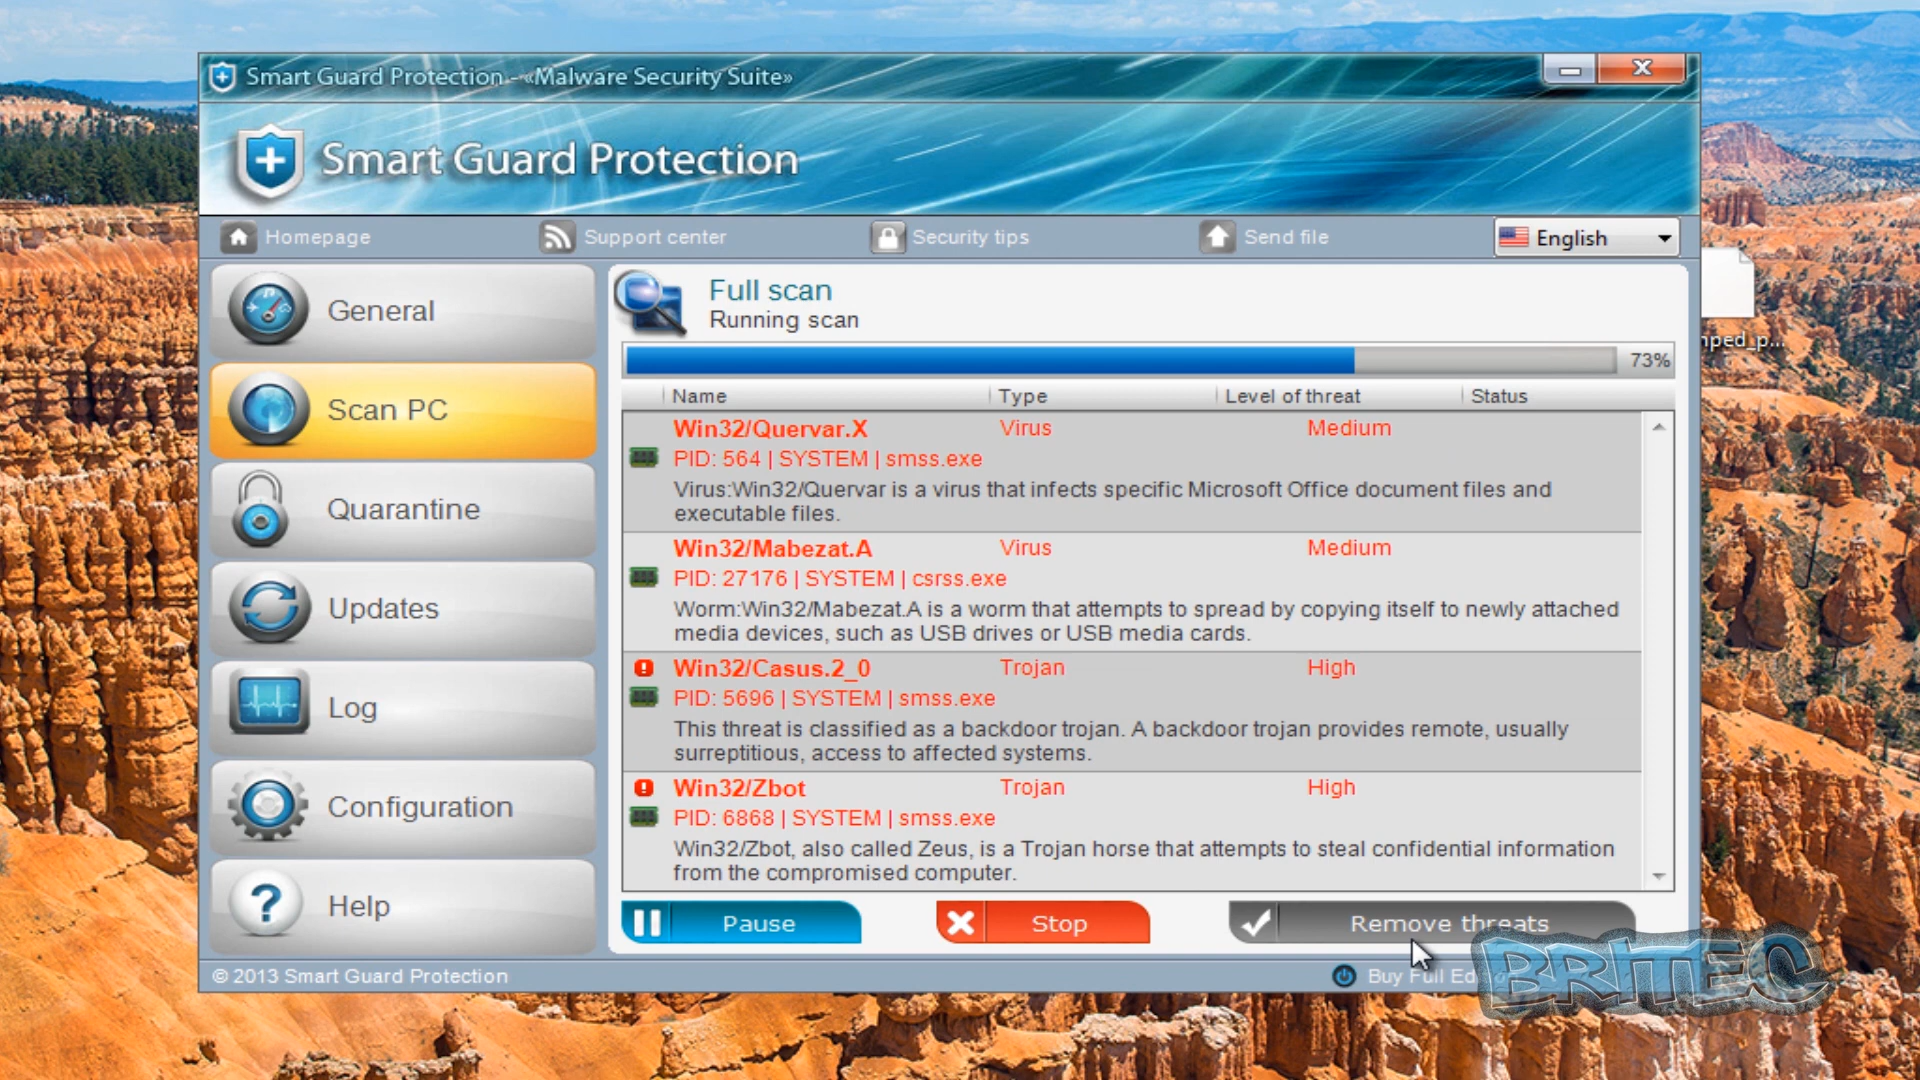 Smart Guard Protection - «Malware Security Suite»
Smart Guard Protection
Homepage
Support center
Security tips
Send file
English
General
Scan PC
Quarantine
Updates
Log
Configuration
Help
Full scan
Running scan
73%
Name Type Level of threat Status
Win32/Quervar.X Virus Medium
PID: 564 | SYSTEM | smss.exe
Virus:Win32/Quervar is a virus that infects specific Microsoft Office document files and
executable files.
Win32/Mabezat.A Virus Medium
PID: 27176 | SYSTEM | csrss.exe
Worm:Win32/Mabezat.A is a worm that attempts to spread by copying itself to newly attached
media devices, such as USB drives or USB media cards.
Win32/Casus.2_0 Trojan High
PID: 5696 | SYSTEM | smss.exe
This threat is classified as a backdoor trojan. A backdoor trojan provides remote, usually
surreptitious, access to affected systems.
Win32/Zbot Trojan High
PID: 6868 | SYSTEM | smss.exe
Win32/Zbot, also called Zeus, is a Trojan horse that attempts to steal confidential information
from the compromised computer.
Pause
Stop
Remove threats
© 2013 Smart Guard Protection
Buy Full
BRITEC